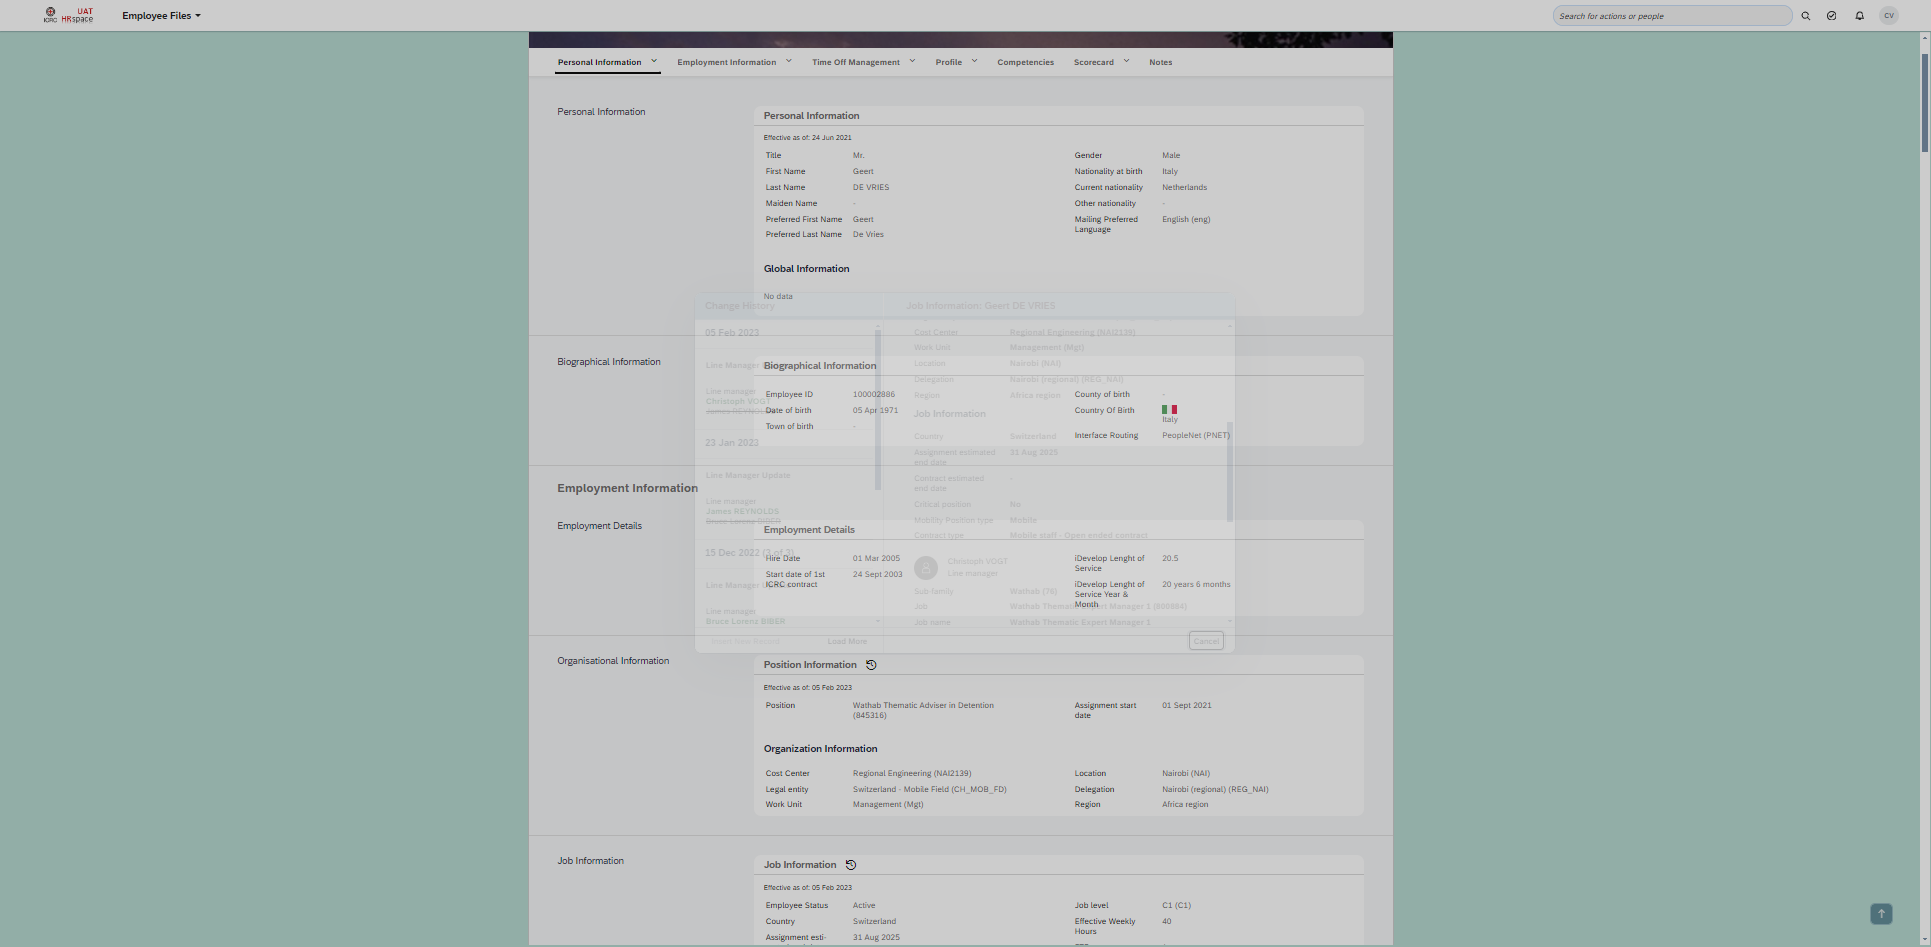 ICRC UAT HRspace Employee Files Search for actions or people CV
Personal Information Employment Information Time Off Management Profile Competencies Scorecard Notes
Personal Information
Personal Information
Effective as of: 24 Jun 2021
Title Mr. Gender Male
First Name Geert Nationality at birth Italy
Last Name DE VRIES Current nationality Netherlands
Maiden Name - Other nationality -
Preferred First Name Geert Mailing Preferred Language English (eng)
Preferred Last Name De Vries
Global Information
No data
Biographical Information
Biographical Information
Employee ID 100002886 County of birth -
Date of birth 05 Apr 1971 Country Of Birth Italy
Town of birth - Interface Routing PeopleNet (PNET)
Employment Information
Employment Details
Employment Details
Hire Date 01 Mar 2005 iDevelop Lenght of Service 20.5
Start date of 1st ICRC contract 24 Sept 2003 iDevelop Lenght of Service Year & Month 20 years 6 months
Change History
05 Feb 2023
Line Manager
Line manager
Christoph VOGT
James REYNOLDS
23 Jan 2023
Line Manager Update
Line manager
James REYNOLDS
Bruce Lorenz BIBER
15 Dec 2022 (3 of 3)
Line Manager
Line manager
Bruce Lorenz BIBER
Insert New Record Load More
Job Information: Geert DE VRIES
Cost Center Regional Engineering (NAI2139)
Work Unit Management (Mgt)
Location Nairobi (NAI)
Delegation Nairobi (regional) (REG_NAI)
Region Africa region
Job Information
Country Switzerland
Assignment estimated end date 31 Aug 2025
Contract estimated end date -
Critical position No
Mobility Position type Mobile
Contract type Mobile staff - Open ended contract
Christoph VOGT
Line manager
Sub-family Wathab (76)
Job Wathab Thematic Expert Manager 1
Job name Wathab Thematic Expert Manager 1
Cancel
Organisational Information
Position Information
Effective as of: 05 Feb 2023
Position Wathab Thematic Adviser in Detention (845316) Assignment start date 01 Sept 2021
Organization Information
Cost Center Regional Engineering (NAI2139) Location Nairobi (NAI)
Legal entity Switzerland - Mobile Field (CH_MOB_FD) Delegation Nairobi (regional) (REG_NAI)
Work Unit Management (Mgt) Region Africa region
Job Information
Job Information
Effective as of: 05 Feb 2023
Employee Status Active Job level C1 (C1)
Country Switzerland Effective Weekly Hours 40
Assignment esti- 31 Aug 2025